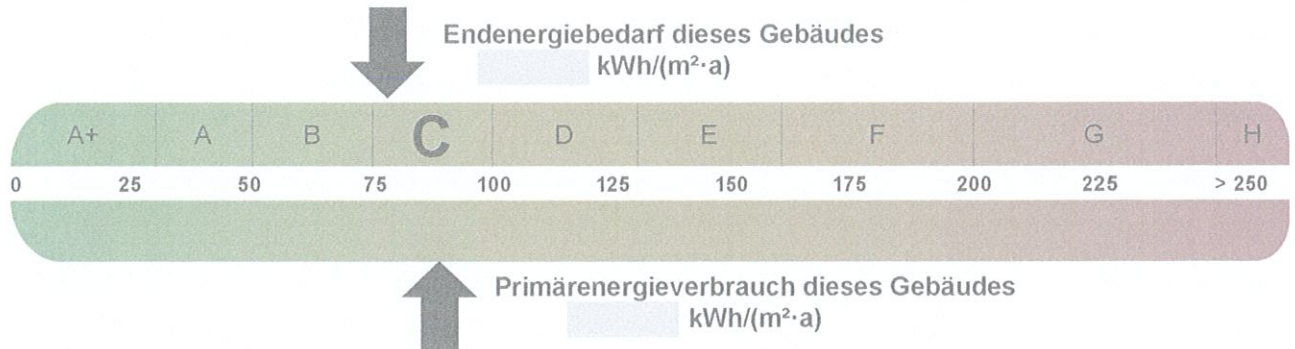 Endenergiebedarf dieses Gebäudes
kWh/(m²·a)
A+ A B C D E F G H
0 25 50 75 100 125 150 175 200 225 > 250
Primärenergieverbrauch dieses Gebäudes
kWh/(m²·a)